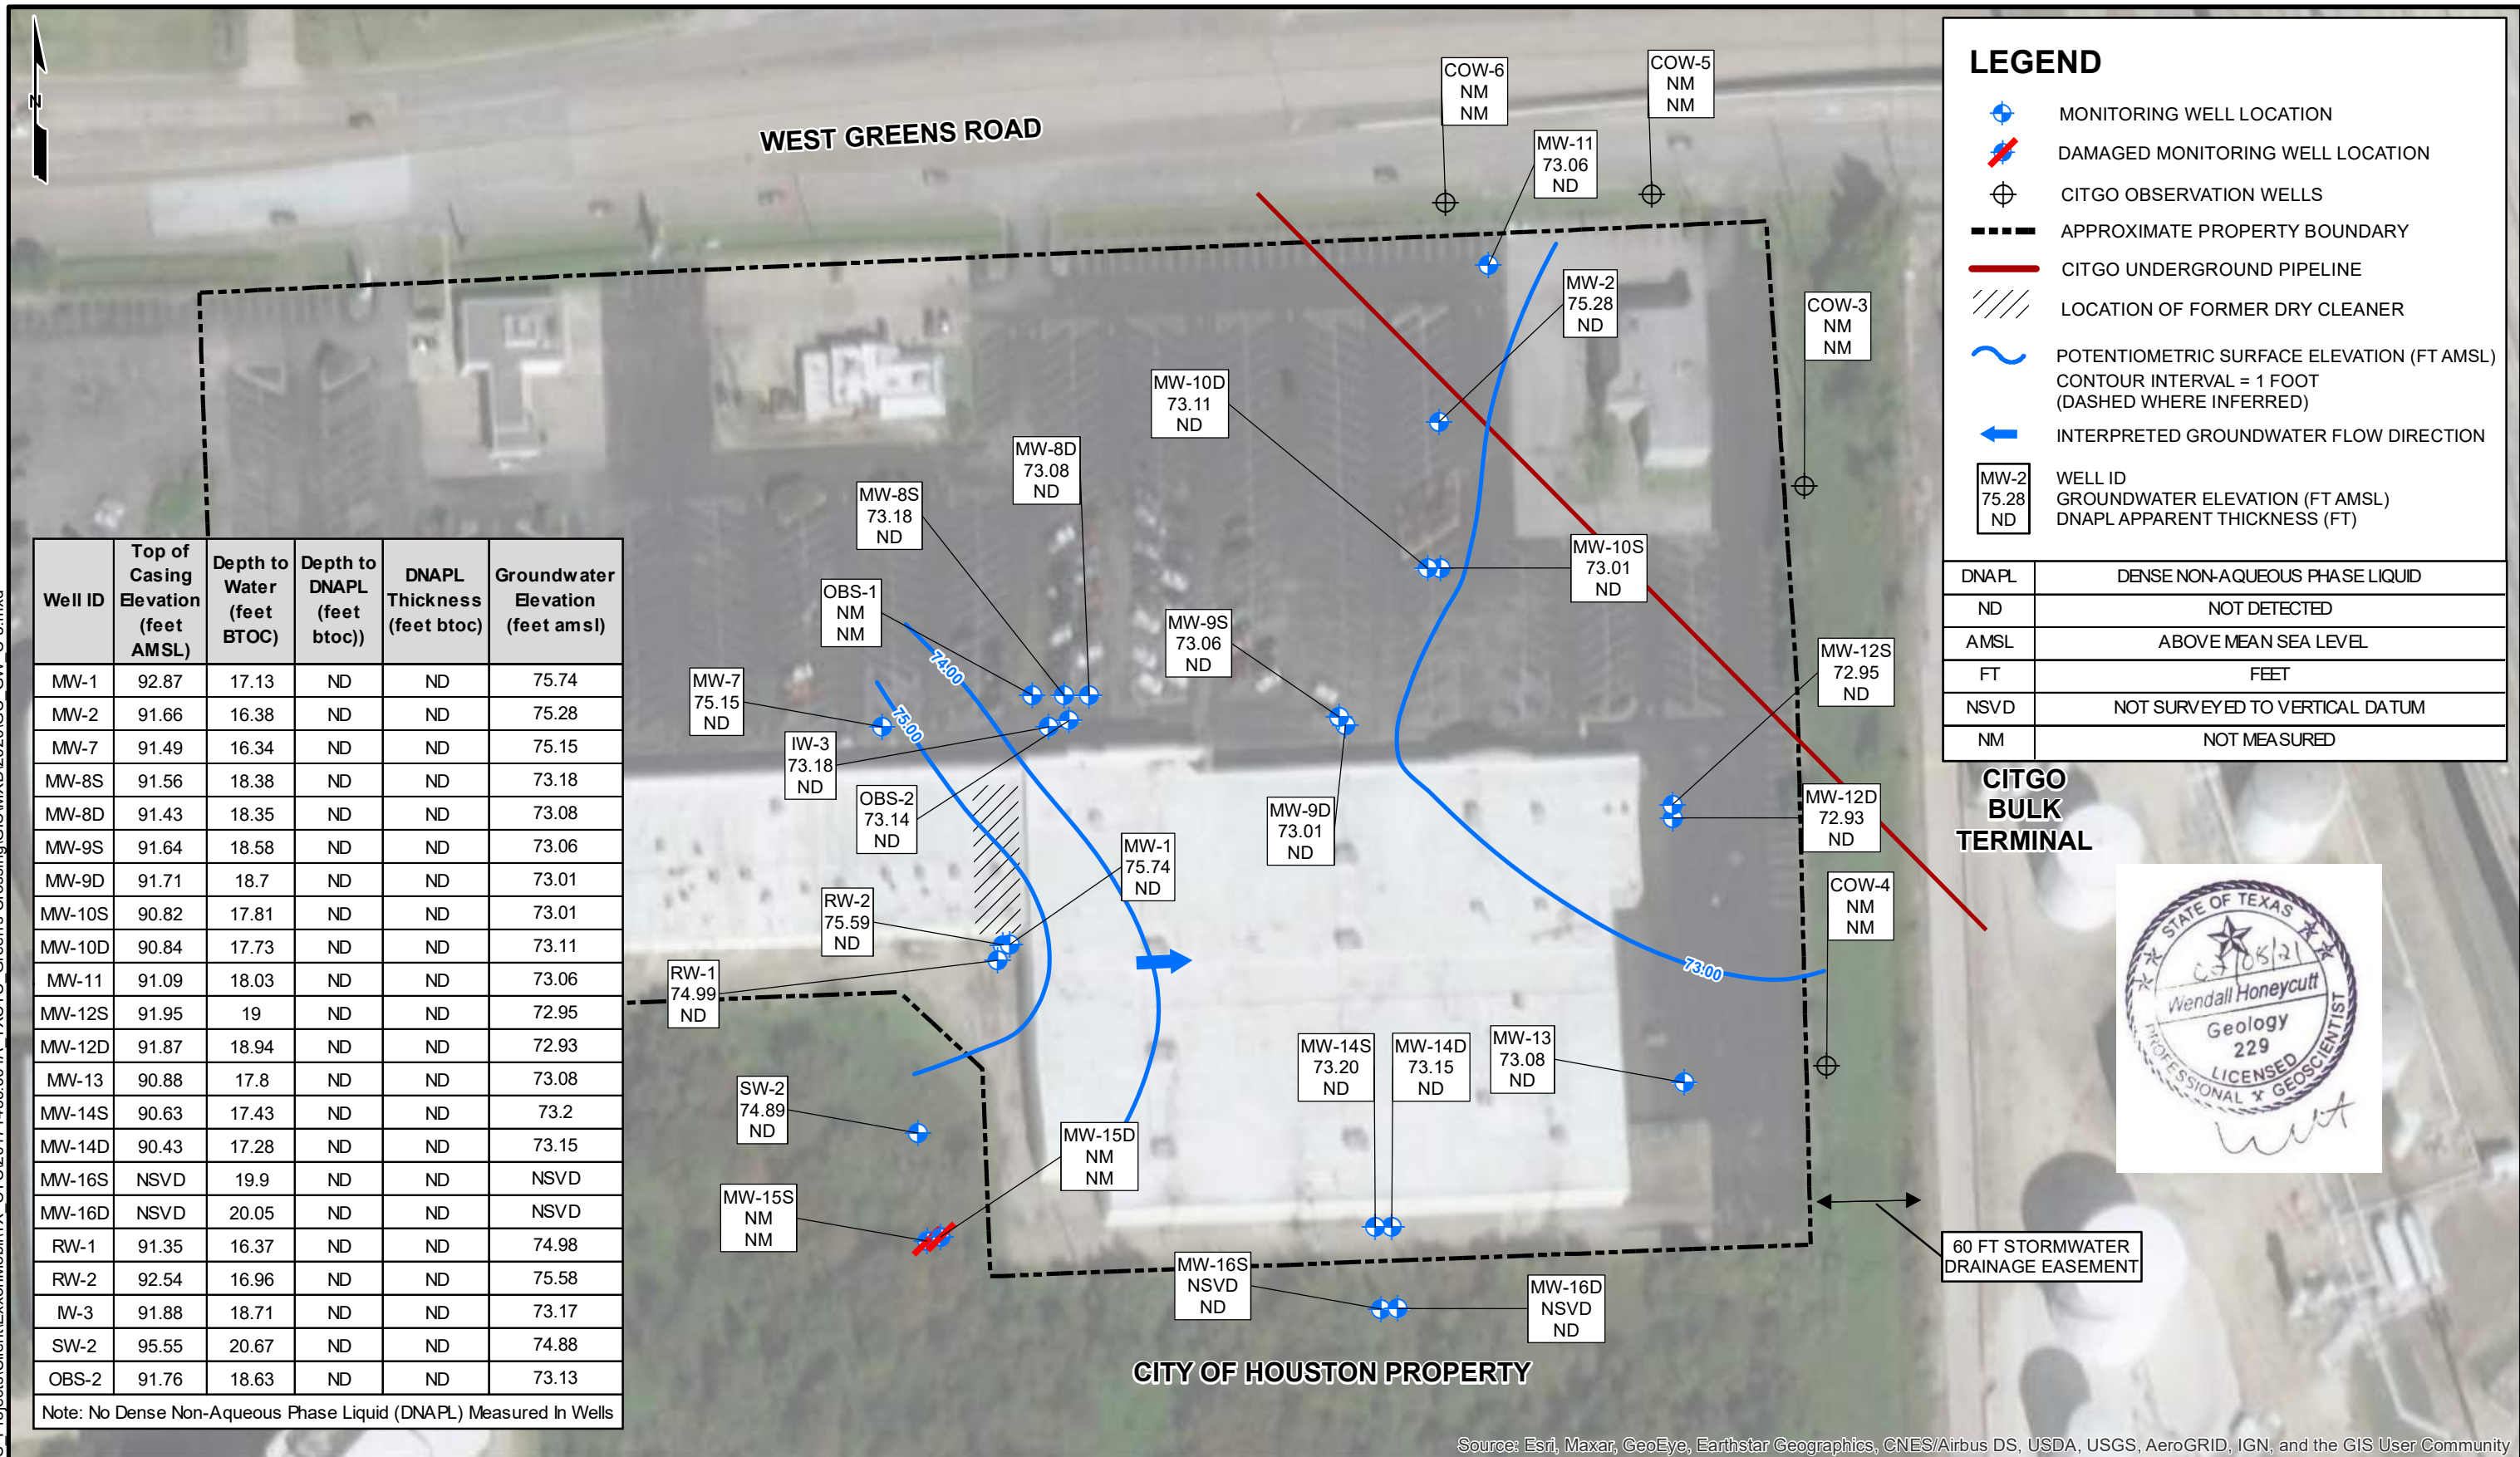 N
WEST GREENS ROAD
COW-6
NM
NM
COW-5
NM
NM
MW-11
73.06
ND
MW-2
75.28
ND
COW-3
NM
NM
MW-10D
73.11
ND
MW-8D
73.08
ND
MW-8S
73.18
ND
MW-10S
73.01
ND
OBS-1
NM
NM
MW-9S
73.06
ND
MW-12S
72.95
ND
MW-7
75.15
ND
74.00
75.00
IW-3
73.18
ND
OBS-2
73.14
ND
MW-9D
73.01
ND
MW-12D
72.93
ND
MW-1
75.74
ND
RW-2
75.59
ND
COW-4
NM
NM
RW-1
74.99
ND
73.00
MW-14S
73.20
ND
MW-14D
73.15
ND
MW-13
73.08
ND
SW-2
74.89
ND
MW-15D
NM
NM
MW-15S
NM
NM
MW-16S
NSVD
ND
MW-16D
NSVD
ND
60 FT STORMWATER
DRAINAGE EASEMENT
CITGO
BULK
TERMINAL
CITY OF HOUSTON PROPERTY
LEGEND
MONITORING WELL LOCATION
DAMAGED MONITORING WELL LOCATION
CITGO OBSERVATION WELLS
APPROXIMATE PROPERTY BOUNDARY
CITGO UNDERGROUND PIPELINE
LOCATION OF FORMER DRY CLEANER
POTENTIOMETRIC SURFACE ELEVATION (FT AMSL)
CONTOUR INTERVAL = 1 FOOT
(DASHED WHERE INFERRED)
INTERPRETED GROUNDWATER FLOW DIRECTION
MW-2
75.28
ND
WELL ID
GROUNDWATER ELEVATION (FT AMSL)
DNAPL APPARENT THICKNESS (FT)
DNAPL DENSE NON-AQUEOUS PHASE LIQUID
ND NOT DETECTED
AMSL ABOVE MEAN SEA LEVEL
FT FEET
NSVD NOT SURVEYED TO VERTICAL DATUM
NM NOT MEASURED
Well ID Top of Casing Elevation (feet AMSL) Depth to Water (feet BTOC) Depth to DNAPL (feet btoc)) DNAPL Thickness (feet btoc) Groundwater Elevation (feet amsl)
MW-1 92.87 17.13 ND ND 75.74
MW-2 91.66 16.38 ND ND 75.28
MW-7 91.49 16.34 ND ND 75.15
MW-8S 91.56 18.38 ND ND 73.18
MW-8D 91.43 18.35 ND ND 73.08
MW-9S 91.64 18.58 ND ND 73.06
MW-9D 91.71 18.7 ND ND 73.01
MW-10S 90.82 17.81 ND ND 73.01
MW-10D 90.84 17.73 ND ND 73.11
MW-11 91.09 18.03 ND ND 73.06
MW-12S 91.95 19 ND ND 72.95
MW-12D 91.87 18.94 ND ND 72.93
MW-13 90.88 17.8 ND ND 73.08
MW-14S 90.63 17.43 ND ND 73.2
MW-14D 90.43 17.28 ND ND 73.15
MW-16S NSVD 19.9 ND ND NSVD
MW-16D NSVD 20.05 ND ND NSVD
RW-1 91.35 16.37 ND ND 74.98
RW-2 92.54 16.96 ND ND 75.58
IW-3 91.88 18.71 ND ND 73.17
SW-2 95.55 20.67 ND ND 74.88
OBS-2 91.76 18.63 ND ND 73.13
Note: No Dense Non-Aqueous Phase Liquid (DNAPL) Measured In Wells
STATE OF TEXAS
Wendall Honeycutt
Geology
229
LICENSED
PROFESSIONAL GEOSCIENTIST
Source: Esri, Maxar, GeoEye, Earthstar Geographics, CNES/Airbus DS, USDA, USGS, AeroGRID, IGN, and the GIS User Community